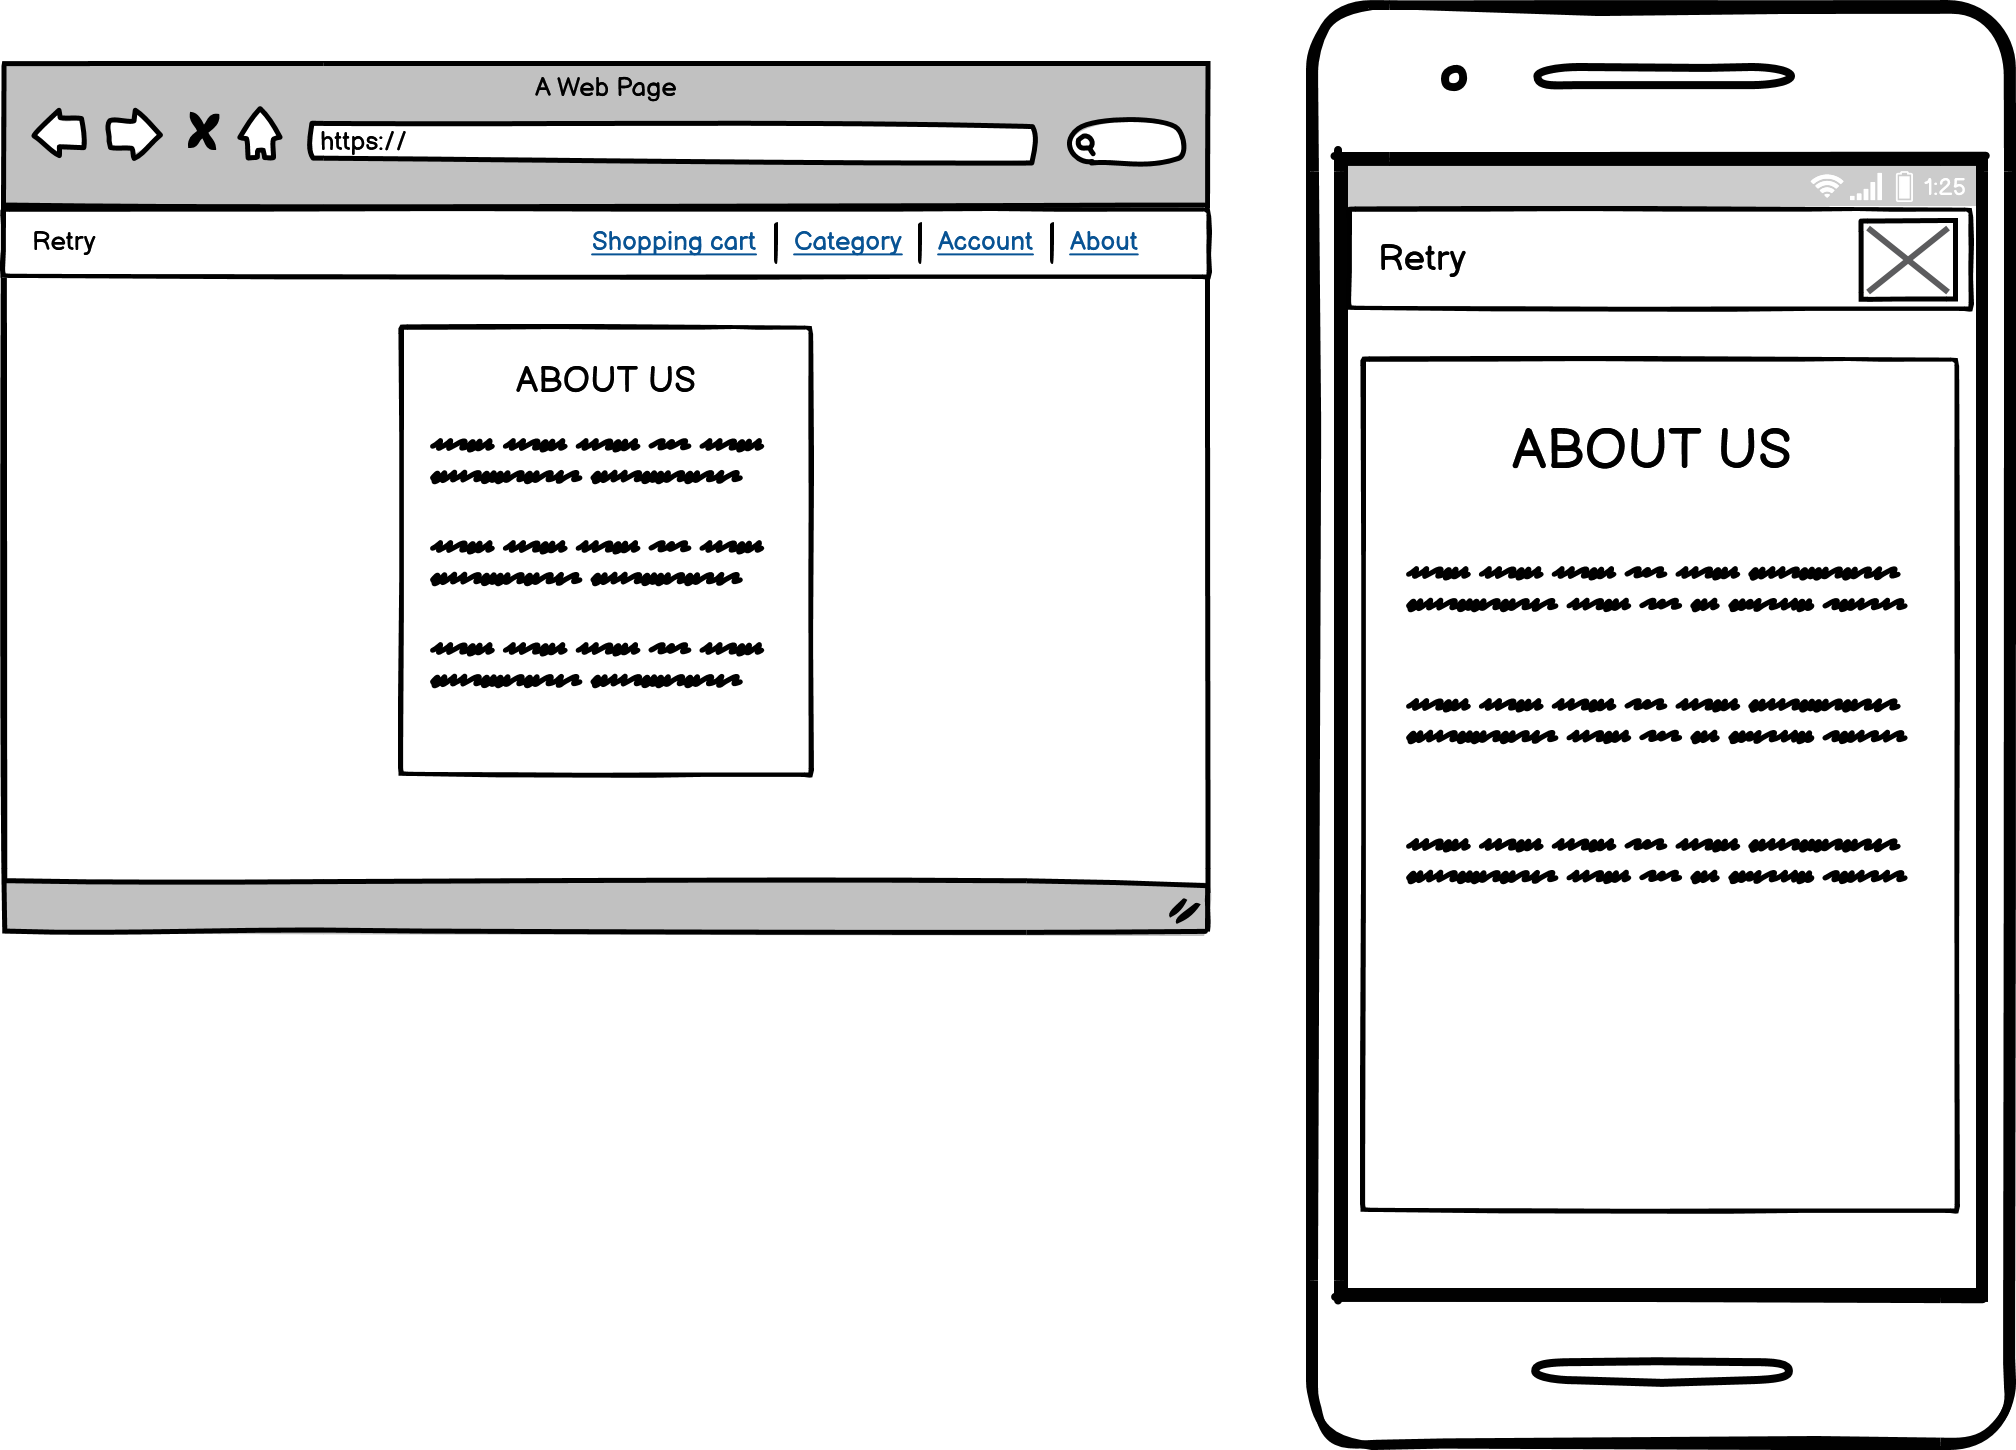 A Web Page
https://
Retry
Shopping cart
Category
Account
About
ABOUT US
1:25
Retry
ABOUT US